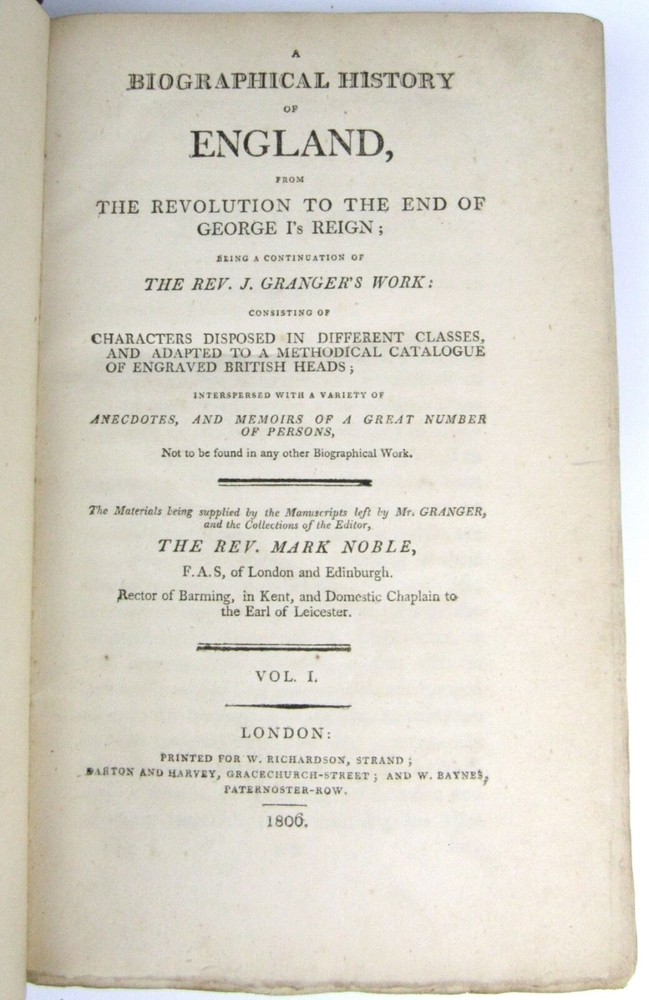 A
BIOGRAPHICAL HISTORY
OF
ENGLAND,
FROM
THE REVOLUTION TO THE END OF
GEORGE I's REIGN;
BEING A CONTINUATION OF
THE REV. J. GRANGER'S WORK:
CONSISTING OF
CHARACTERS DISPOSED IN DIFFERENT CLASSES,
AND ADAPTED TO A METHODICAL CATALOGUE
OF ENGRAVED BRITISH HEADS;
INTERSPERSED WITH A VARIETY OF
ANECDOTES, AND MEMOIRS OF A GREAT NUMBER
OF PERSONS,
Not to be found in any other Biographical Work.
The Materials being supplied by the Manuscripts left by Mr. GRANGER,
and the Collections of the Editor,
THE REV. MARK NOBLE,
F.A.S, of London and Edinburgh.
Rector of Barming, in Kent, and Domestic Chaplain to
the Earl of Leicester.
VOL. I.
LONDON:
PRINTED FOR W. RICHARDSON, STRAND;
DARTON AND HARVEY, GRACECHURCH-STREET; AND W. BAYNES,
PATERNOSTER-ROW.
1806.